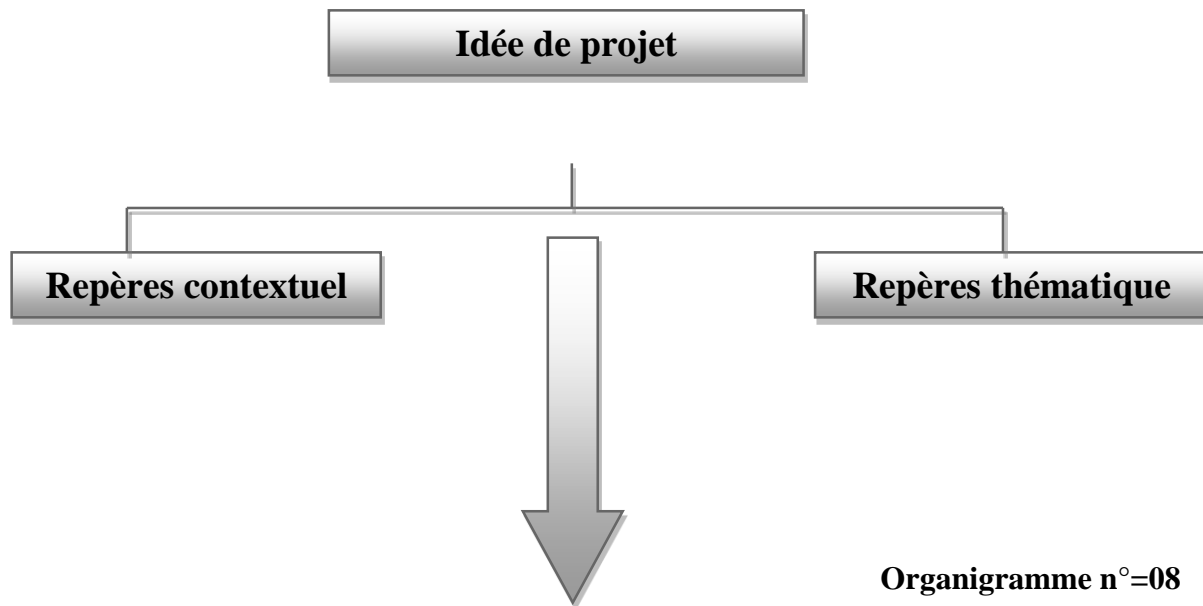 Idée de projet
Repères contextuel
Repères thématique
Organigramme n°=08